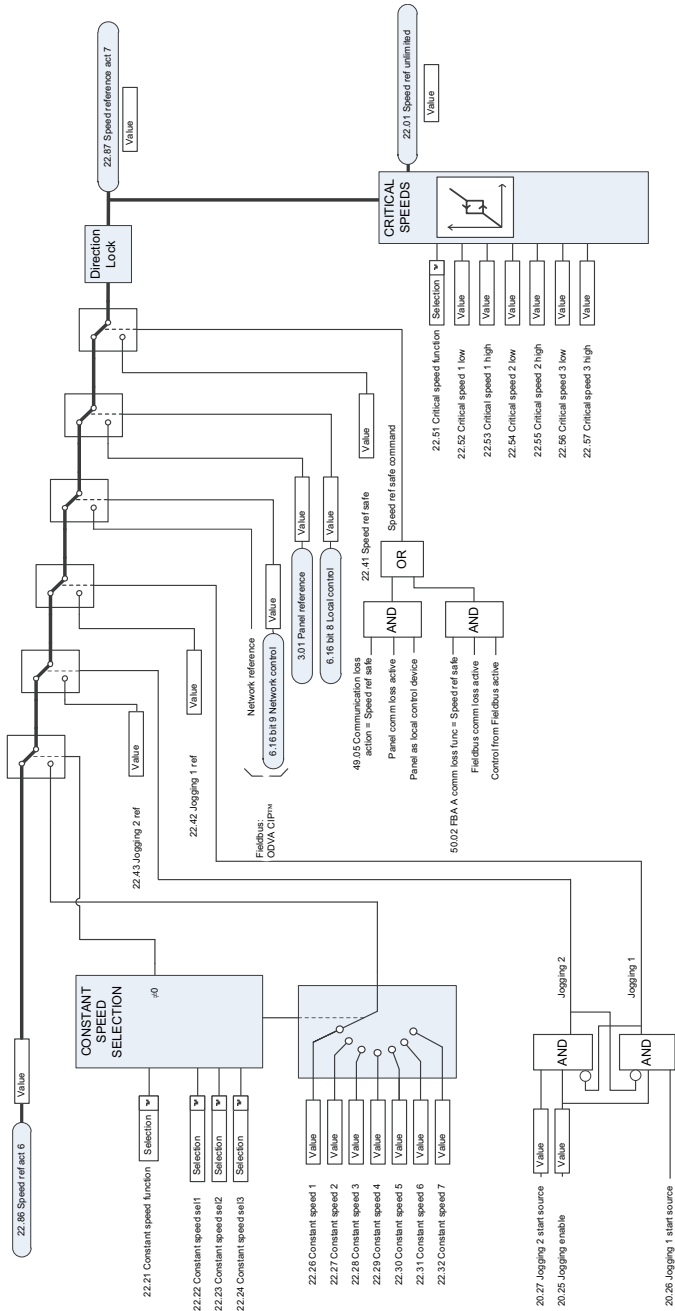 22.86 Speed ref act 6
Value
22.21 Constant speed function
Selection
22.22 Constant speed sel1
Selection
22.23 Constant speed sel2
Selection
22.24 Constant speed sel3
Selection
CONSTANT
SPEED
SELECTION
≠0
22.26 Constant speed 1
Value
22.27 Constant speed 2
Value
22.28 Constant speed 3
Value
22.29 Constant speed 4
Value
22.30 Constant speed 5
Value
22.31 Constant speed 6
Value
22.32 Constant speed 7
Value
20.27 Jogging 2 start source
Value
20.25 Jogging enable
Value
20.26 Jogging 1 start source
AND
AND
Jogging 2
Jogging 1
22.43 Jogging 2 ref
Value
22.42 Jogging 1 ref
Value
Fieldbus:
ODVA CIP™
Network reference
6.16 bit 9 Network control
Value
3.01 Panel reference
Value
6.16 bit 8 Local control
Value
49.05 Communication loss
action = Speed ref safe
Panel comm loss active
Panel as local control device
AND
50.02 FBA A comm loss func = Speed ref safe
Fieldbus comm loss active
Control from Fieldbus active
AND
OR
22.41 Speed ref safe
Value
Speed ref safe command
Direction
Lock
22.87 Speed reference act 7
Value
22.51 Critical speed function
Selection
22.52 Critical speed 1 low
Value
22.53 Critical speed 1 high
Value
22.54 Critical speed 2 low
Value
22.55 Critical speed 2 high
Value
22.56 Critical speed 3 low
Value
22.57 Critical speed 3 high
Value
CRITICAL
SPEEDS
22.01 Speed ref unlimited
Value